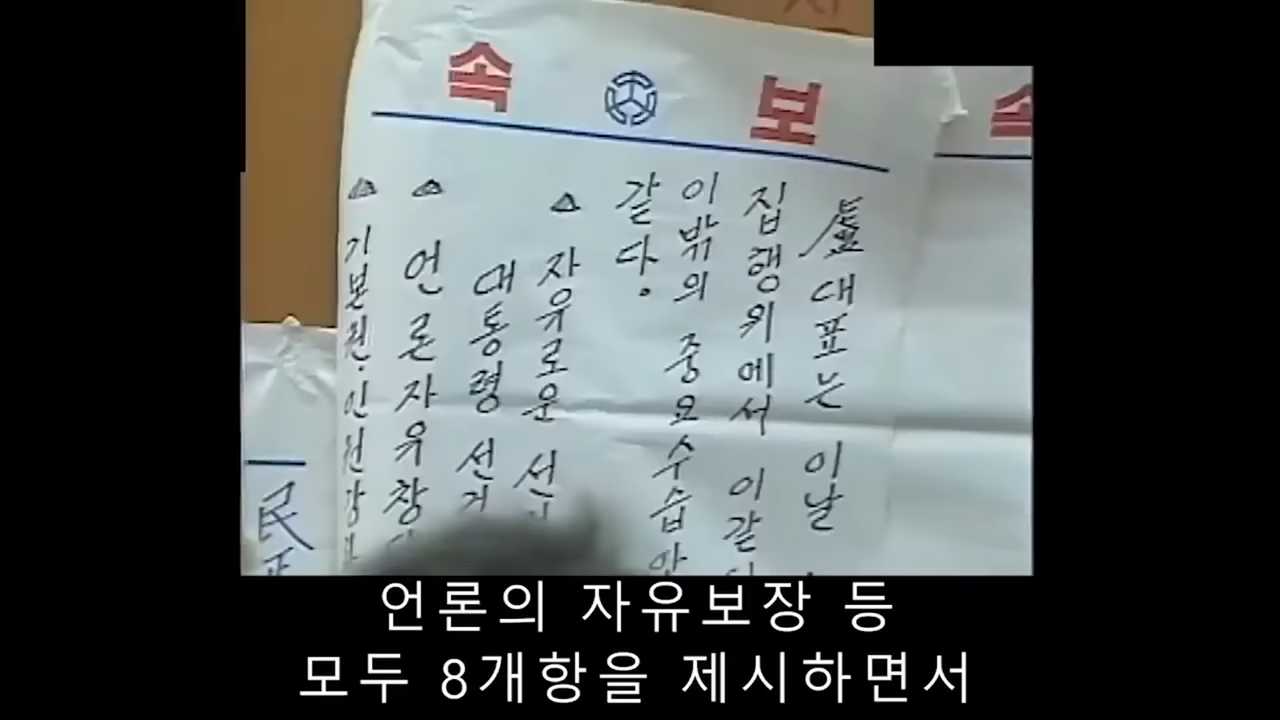 속보
盧대표는 이날
집행위에서 이같
이밖의 중요수습안
같다.
△ 자유로운 선
대통령 선거
△ 언론자유창
△ 기본권·인권강
속
民正
언론의 자유보장 등
모두 8개항을 제시하면서